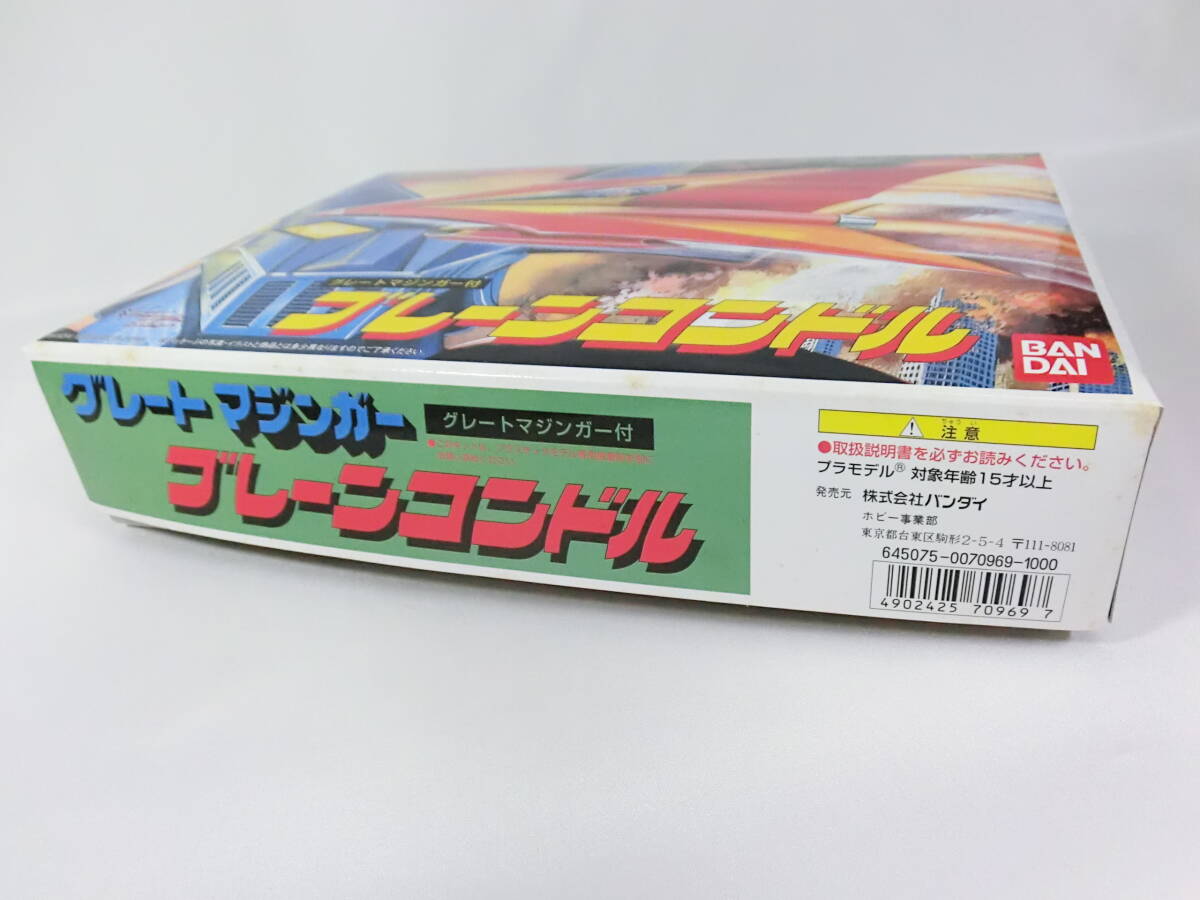 グレートマジンガー付
ブレーンコンドル
BAN
DAI
グレート マジンガー
グレートマジンガー付
ブレーンコンドル
注意
●取扱説明書を必ずお読みください。
プラモデル® 対象年齢15才以上
発売元 株式会社バンダイ
ホビー事業部
東京都台東区駒形2-5-4 〒111-8081
645075-0070969-1000
4902425 70969 7